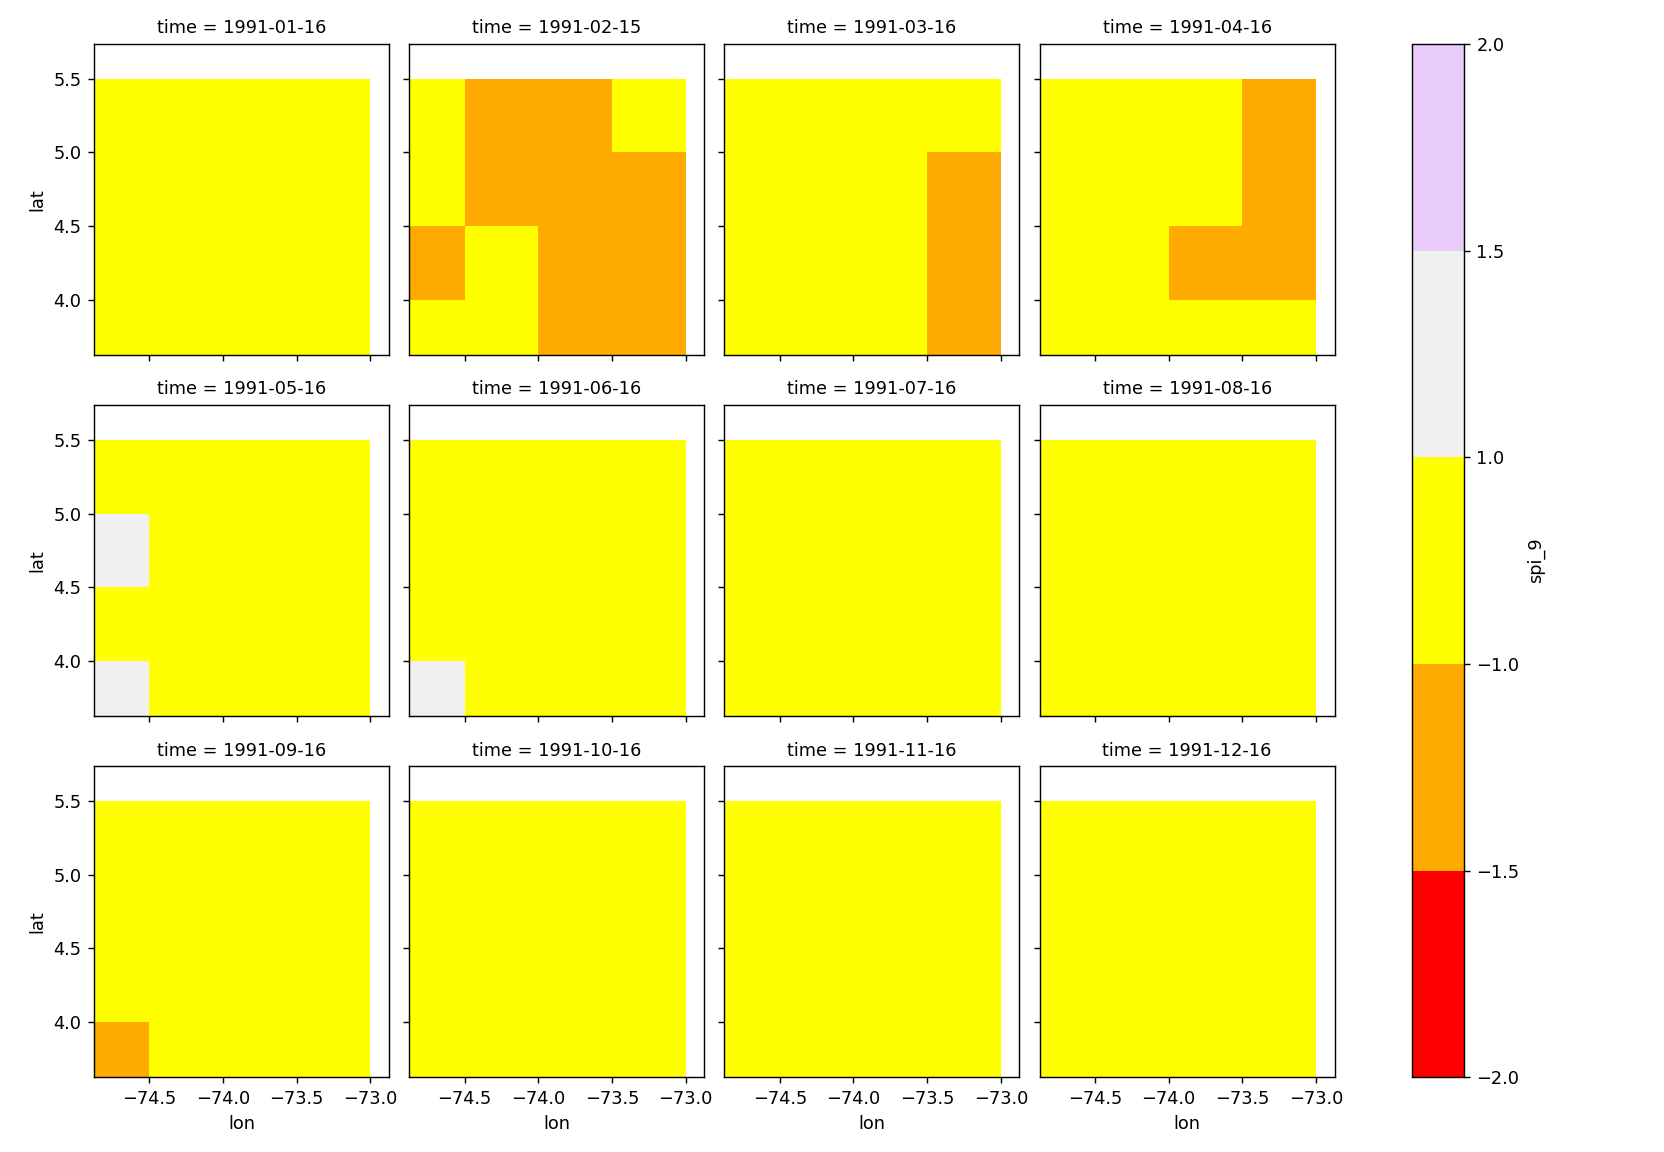 time = 1991-01-16
time = 1991-02-15
time = 1991-03-16
time = 1991-04-16
5.5
5.0
4.5
4.0
lat
time = 1991-05-16
time = 1991-06-16
time = 1991-07-16
time = 1991-08-16
5.5
5.0
4.5
4.0
lat
time = 1991-09-16
time = 1991-10-16
time = 1991-11-16
time = 1991-12-16
5.5
5.0
4.5
4.0
lat
−74.5 −74.0 −73.5 −73.0
lon
−74.5 −74.0 −73.5 −73.0
lon
−74.5 −74.0 −73.5 −73.0
lon
−74.5 −74.0 −73.5 −73.0
lon
2.0
1.5
1.0
−1.0
−1.5
−2.0
spi_9